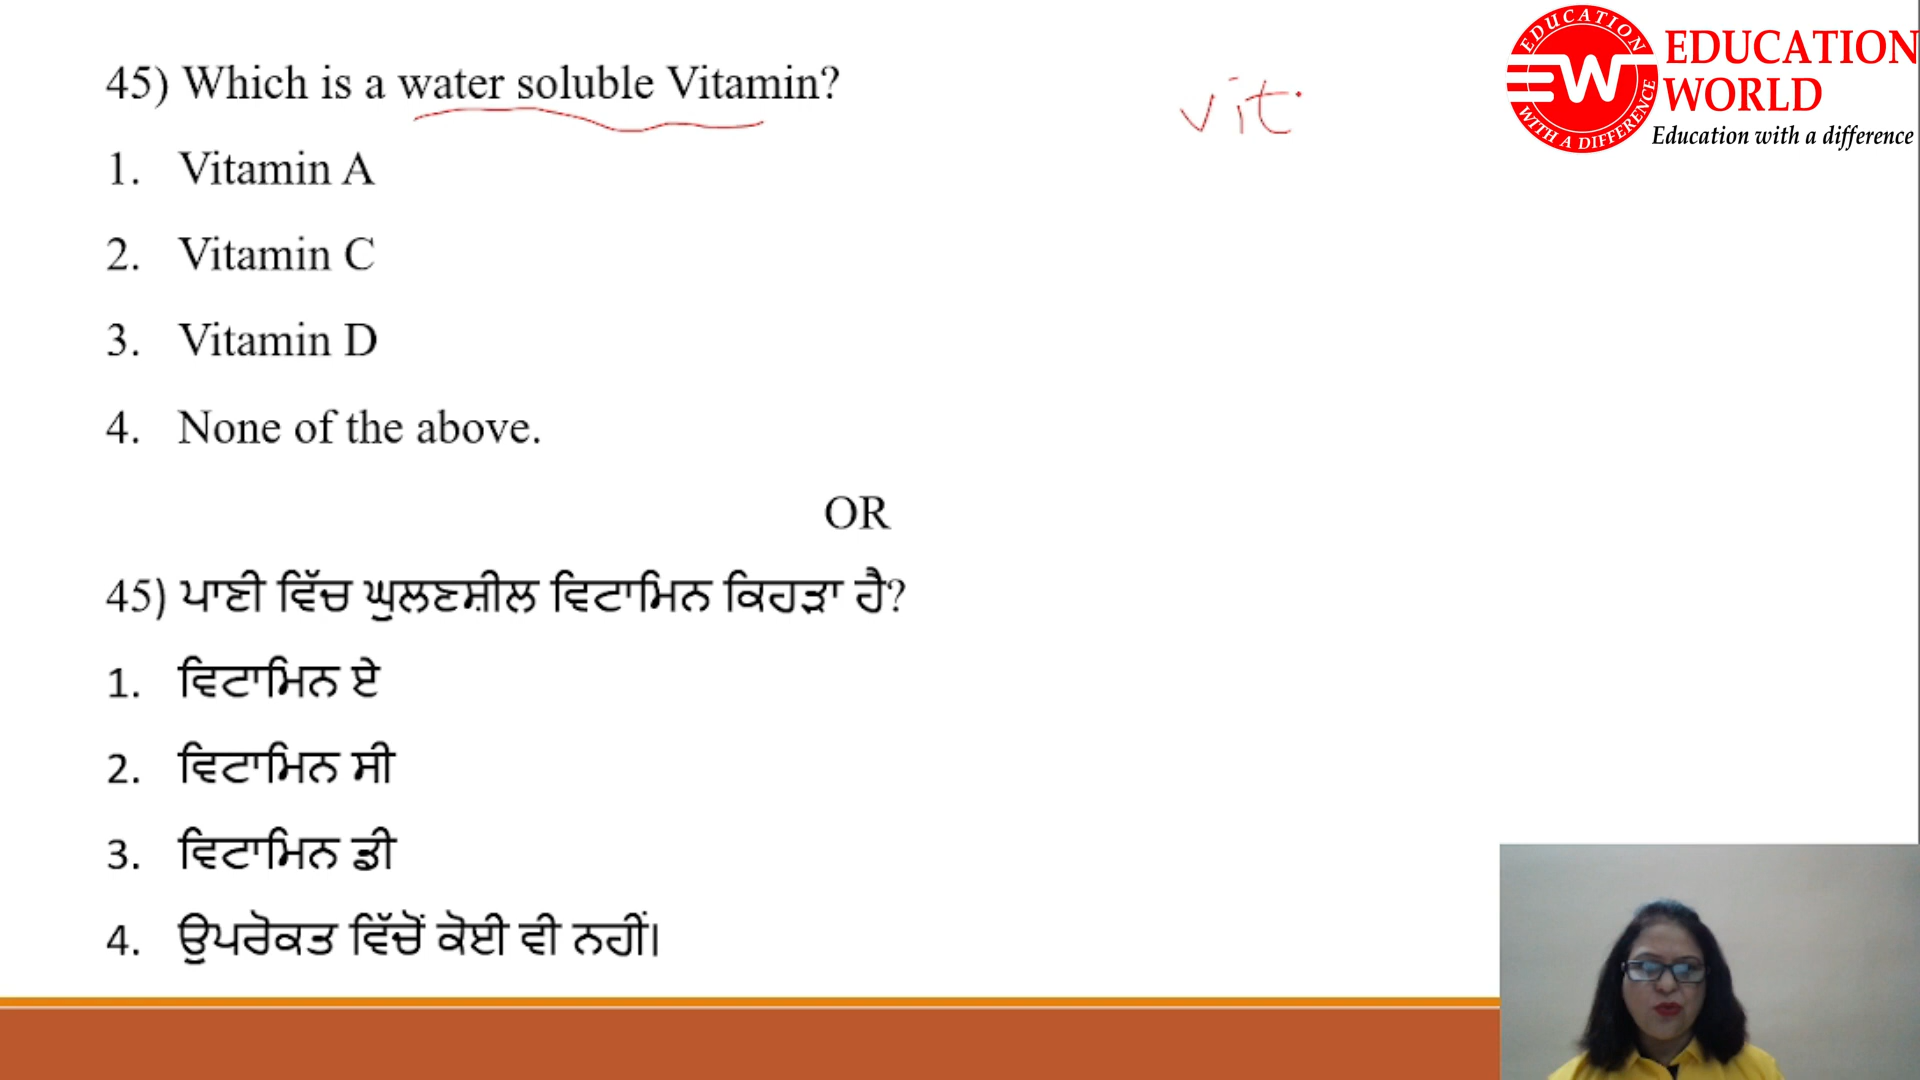 45) Which is a water soluble Vitamin?
vit.
1. Vitamin A
2. Vitamin C
3. Vitamin D
4. None of the above.
OR
45) ਪਾਣੀ ਵਿੱਚ ਘੁਲਣਸ਼ੀਲ ਵਿਟਾਮਿਨ ਕਿਹੜਾ ਹੈ?
1. ਵਿਟਾਮਿਨ ਏ
2. ਵਿਟਾਮਿਨ ਸੀ
3. ਵਿਟਾਮਿਨ ਡੀ
4. ਉਪਰੋਕਤ ਵਿੱਚੋਂ ਕੋਈ ਵੀ ਨਹੀਂ।
EDUCATION
EW
WITH A DIFFERENCE
EDUCATION
WORLD
Education with a difference